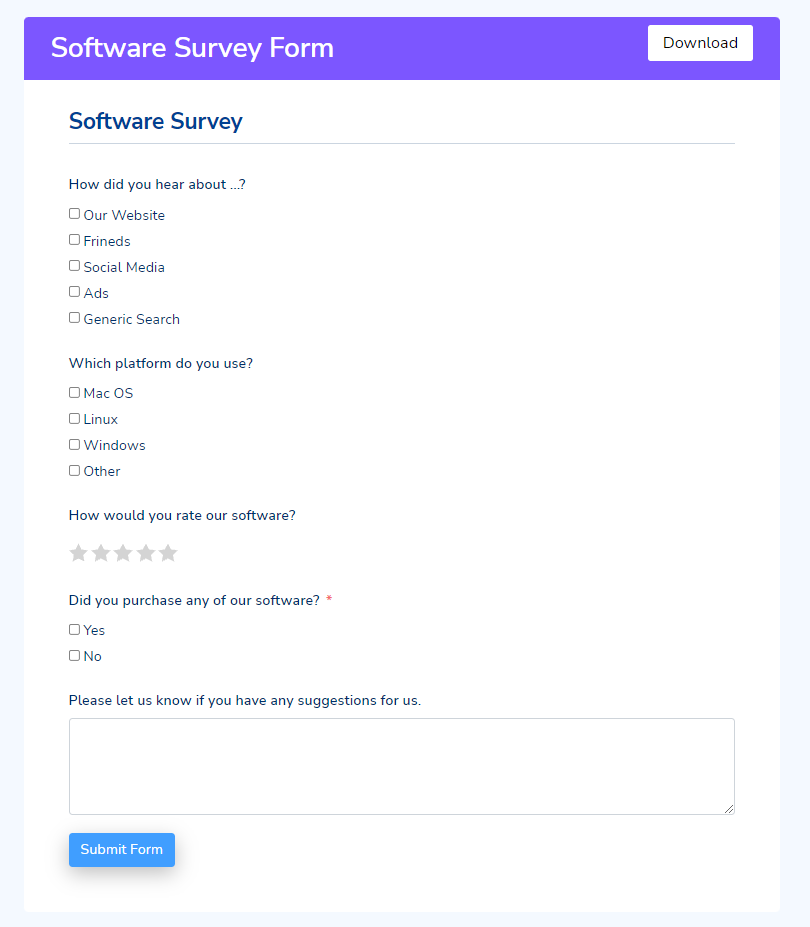 Software Survey Form
Download
Software Survey
How did you hear about ...?
Our Website
Frineds
Social Media
Ads
Generic Search
Which platform do you use?
Mac OS
Linux
Windows
Other
How would you rate our software?
Did you purchase any of our software? *
Yes
No
Please let us know if you have any suggestions for us.
Submit Form